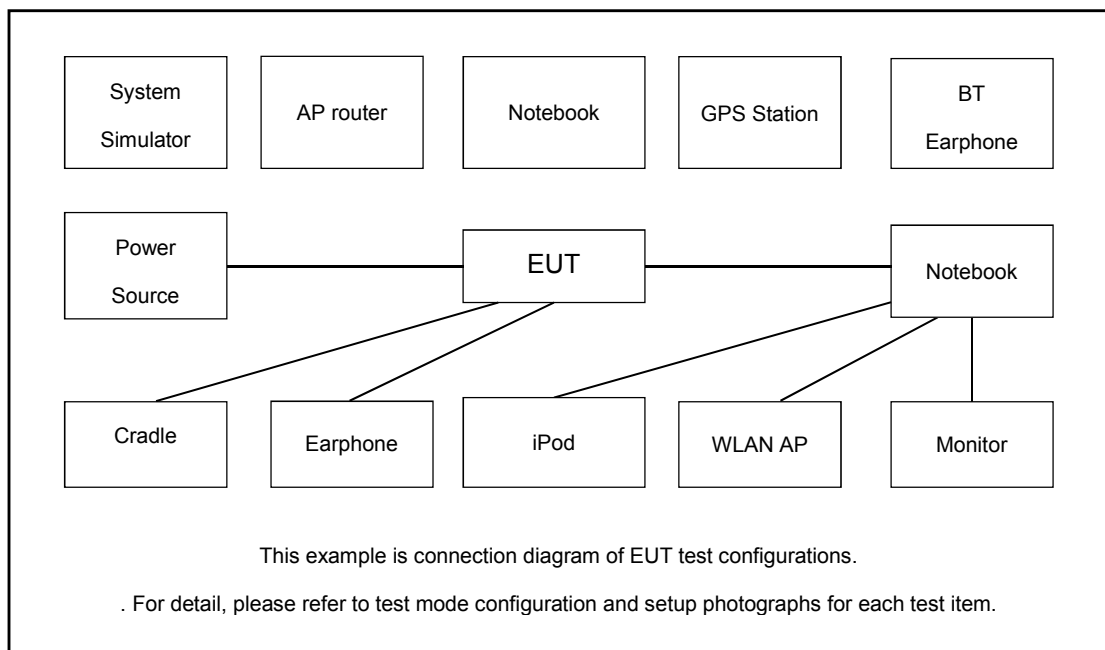 System
Simulator
AP router
Notebook
GPS Station
BT
Earphone
Power
Source
EUT
Notebook
Cradle
Earphone
iPod
WLAN AP
Monitor
This example is connection diagram of EUT test configurations.
. For detail, please refer to test mode configuration and setup photographs for each test item.